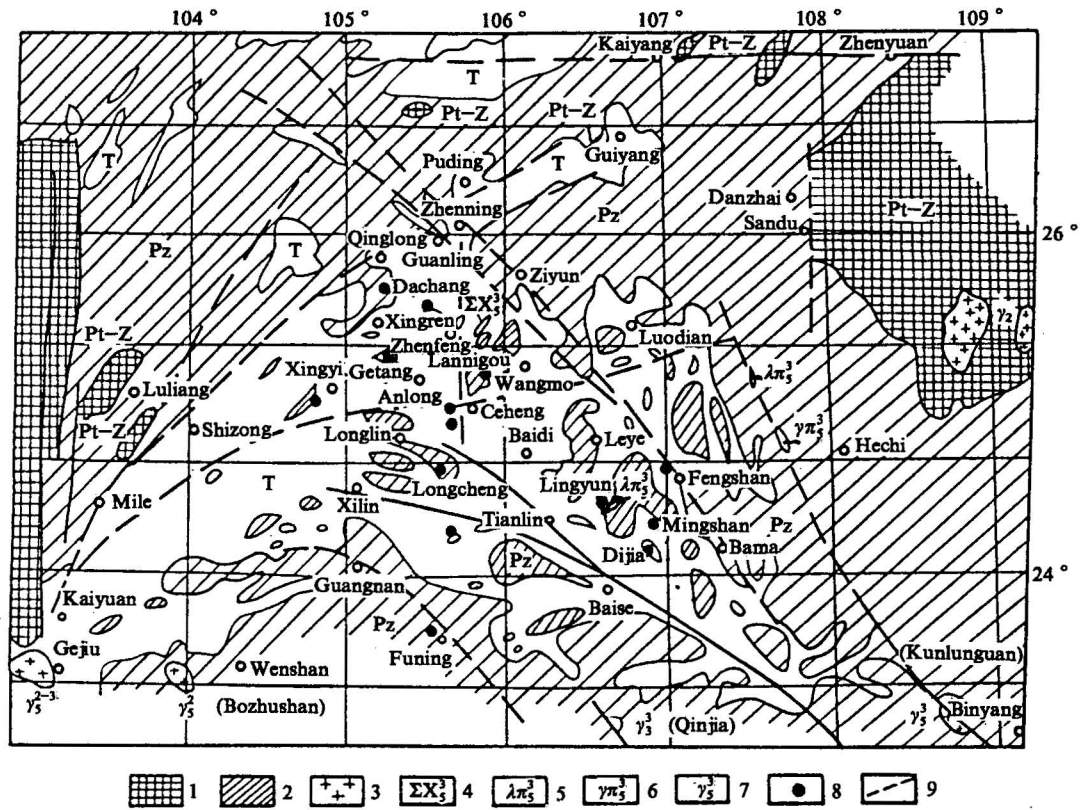 104° 105° 106° 107° 108° 109°
Kaiyang Pt–Z Zhenyuan
T
Pt–Z Pt–Z
T Puding T Guiyang
Zhenning Pz Danzhai Pt–Z
Pz T Qinglong Sandu 26°
Guanling
Dachang Ziyun
ΣX₅³ γ₂
Xingren
Zhenfeng Luodian
Pt–Z Lannigou
Xingyi Getang λπ₅³
Luliang Wangmo
Anlong Ceheng γπ₅³
Pt–Z Shizong Longlin Baidi Leye Hechi
T Longcheng Lingyun λπ₅³ Fengshan
Mile Xilin Tianlin Mingshan Pz
Pz Dijia Bama
Guangnan 24°
Kaiyuan Baise
Pz
Gejiu Wenshan Funing (Kunlunguan)
γ₅²⁻³ γ₅² (Bozhushan) γ₃³ (Qinjia) γ₅³ Binyang
1 2 3 ΣX₅³ 4 λπ₅³ 5 γπ₅³ 6 γ₅³ 7 8 9